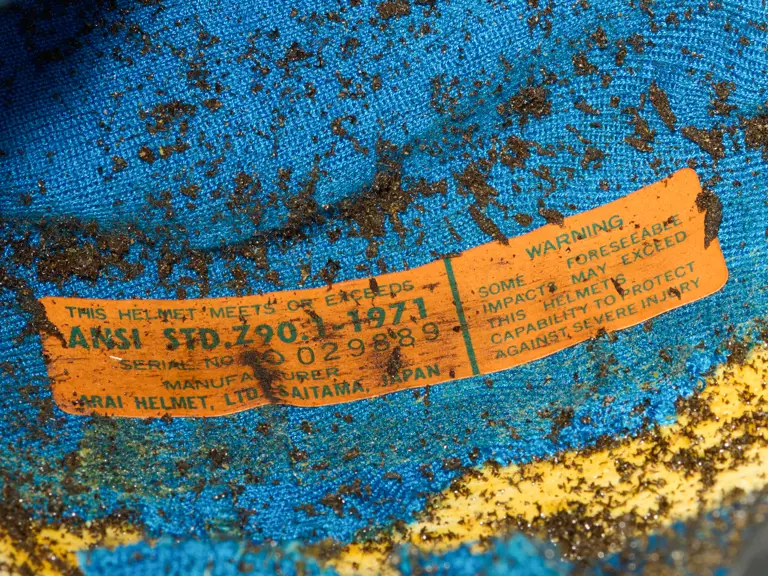 THIS HELMET MEETS OR EXCEEDS
ANSI STD.Z90.1-1971
SERIAL NO. 029889
MANUFACTURER
ARAI HELMET, LTD. SAITAMA, JAPAN
WARNING
SOME FORESEEABLE
IMPACTS MAY EXCEED
THIS HELMETS
CAPABILITY TO PROTECT
AGAINST SEVERE INJURY